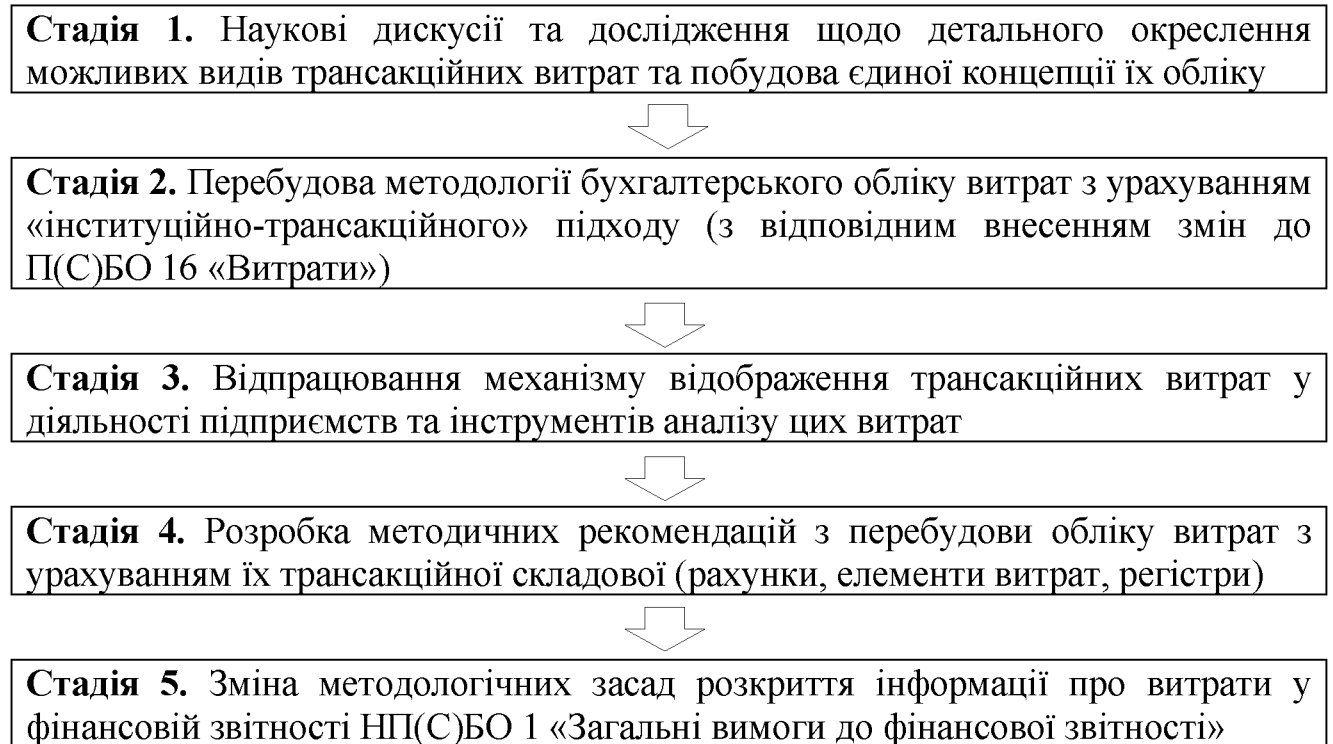 Стадія 1. Наукові дискусії та дослідження щодо детального окреслення
можливих видів трансакційних витрат та побудова єдиної концепції їх обліку
Стадія 2. Перебудова методології бухгалтерського обліку витрат з урахуванням
«інституційно-трансакційного» підходу (з відповідним внесенням змін до
П(С)БО 16 «Витрати»)
Стадія 3. Відпрацювання механізму відображення трансакційних витрат у
діяльності підприємств та інструментів аналізу цих витрат
Стадія 4. Розробка методичних рекомендацій з перебудови обліку витрат з
урахуванням їх трансакційної складової (рахунки, елементи витрат, регістри)
Стадія 5. Зміна методологічних засад розкриття інформації про витрати у
фінансовій звітності НП(С)БО 1 «Загальні вимоги до фінансової звітності»